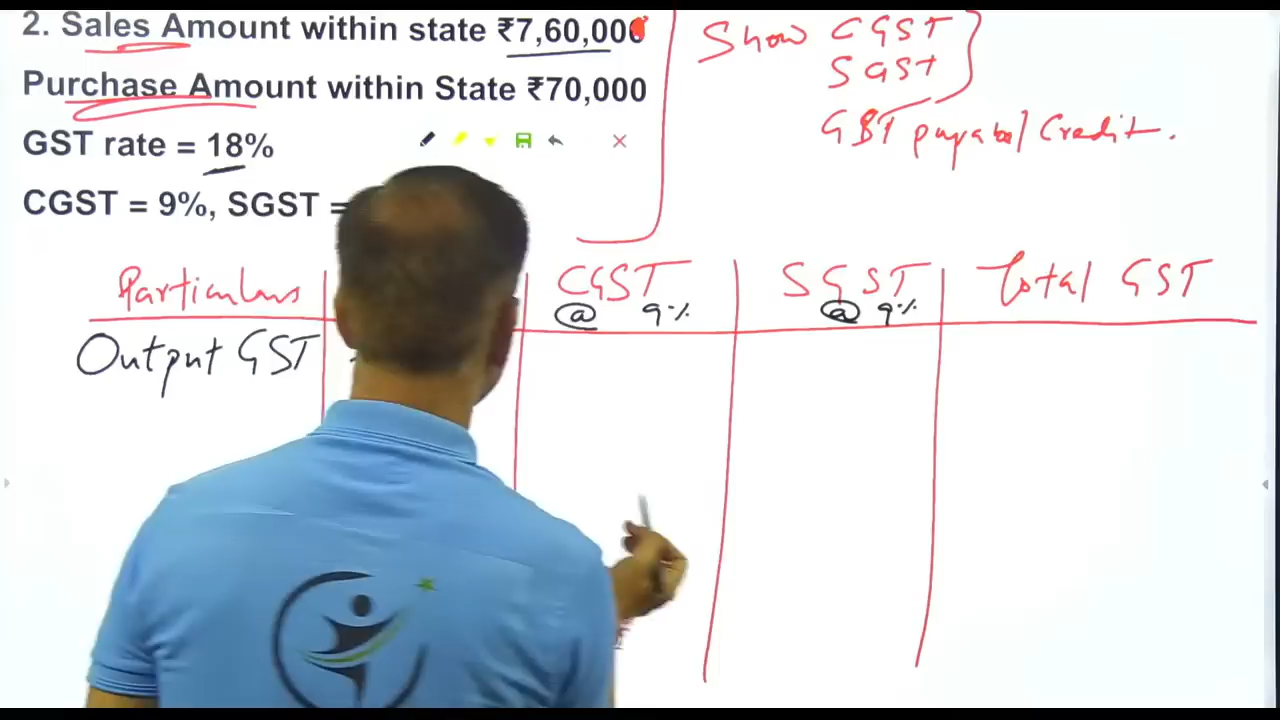 2. Sales Amount within state ₹7,60,000
Purchase Amount within State ₹70,000
GST rate = 18%
CGST = 9%, SGST =
Show CGST
SGST
GST payable/Credit.
Particulars CGST SGST Total GST
@ 9% @ 9%
Output GST